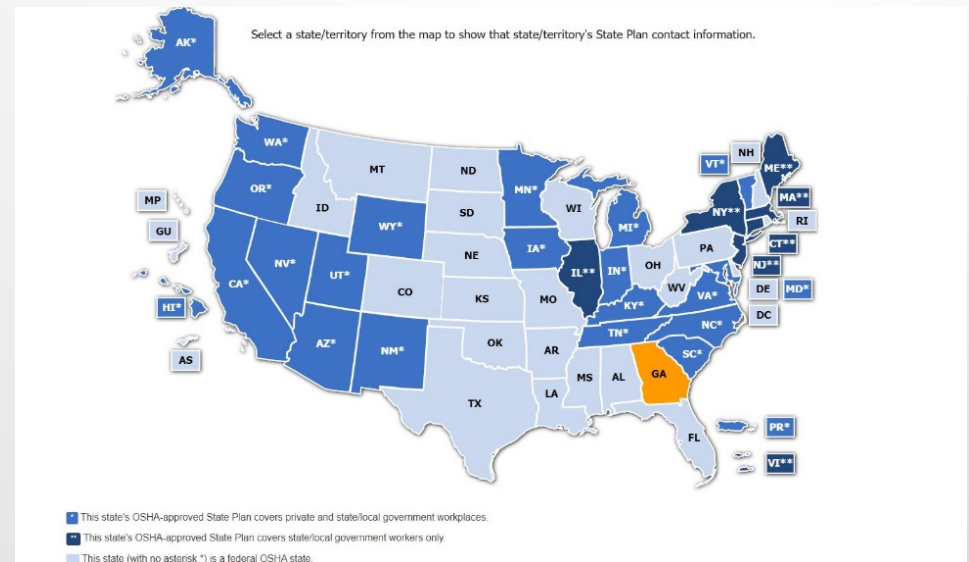 Select a state/territory from the map to show that state/territory's State Plan contact information.
AK*
WA*
MT
ND
MN*
VT*
NH
ME**
OR*
ID
SD
WI
MI*
NY**
MA**
RI
MP
GU
WY*
IA*
PA
CT**
NJ**
NV*
UT*
NE
IL**
IN*
OH
WV
DE
MD*
CA*
CO
KS
MO
KY*
VA*
DC
HI*
AS
AZ*
NM*
OK
AR
TN*
NC*
SC*
TX
LA
MS
AL
GA
FL
PR*
VI**
* This state's OSHA-approved State Plan covers private and state/local government workplaces.
** This state's OSHA-approved State Plan covers state/local government workers only.
This state (with no asterisk *) is a federal OSHA state.